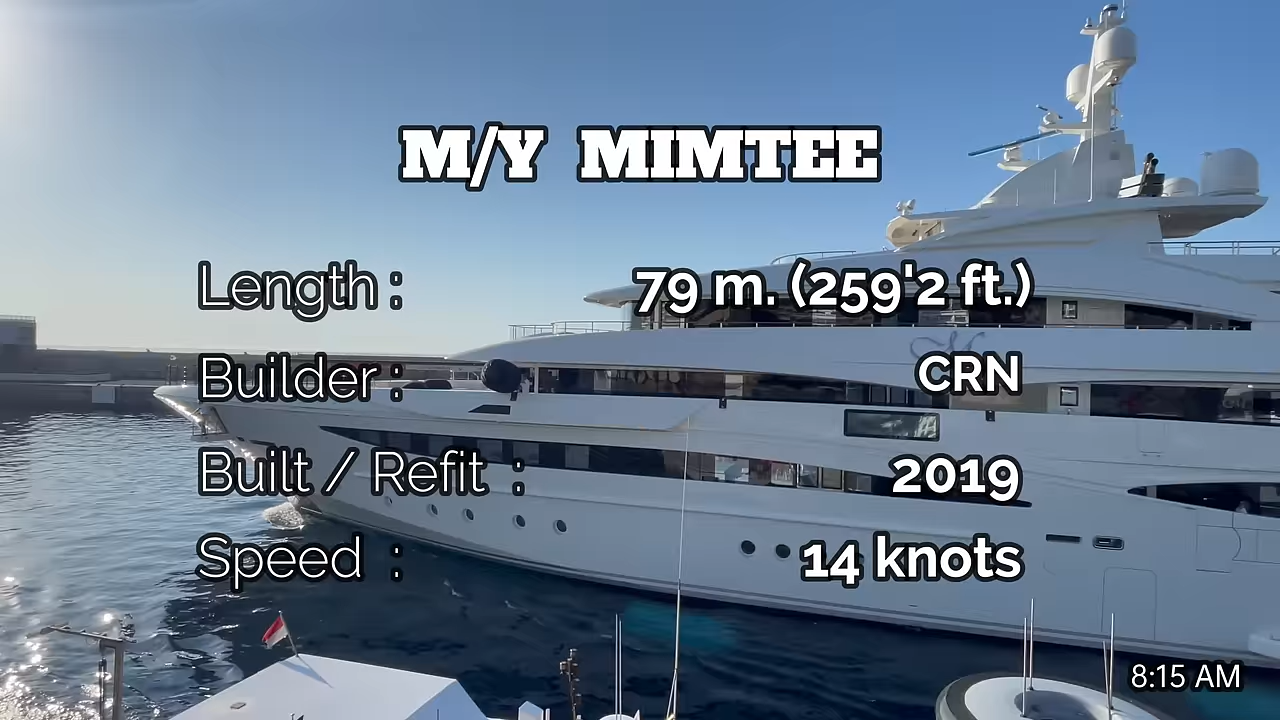 M/Y MIMTEE
Length : 79 m. (259'2 ft.)
Builder : CRN
Built / Refit : 2019
Speed : 14 knots
8:15 AM